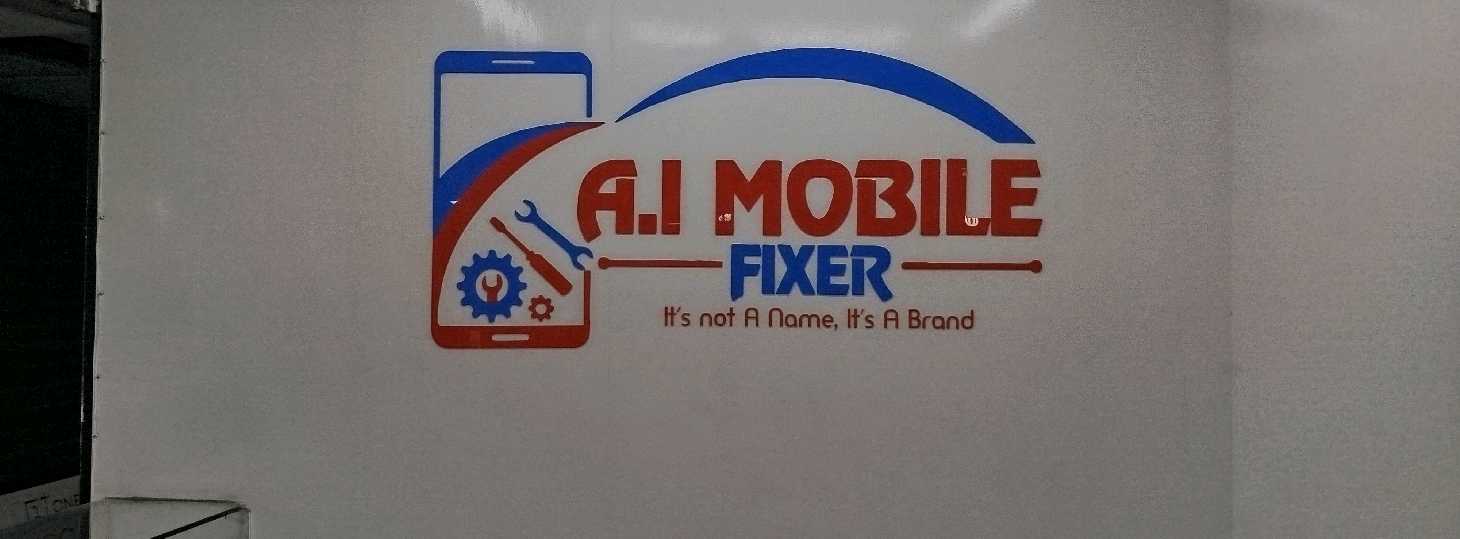 A.I MOBILE
FIXER
It's not A Name, It's A Brand